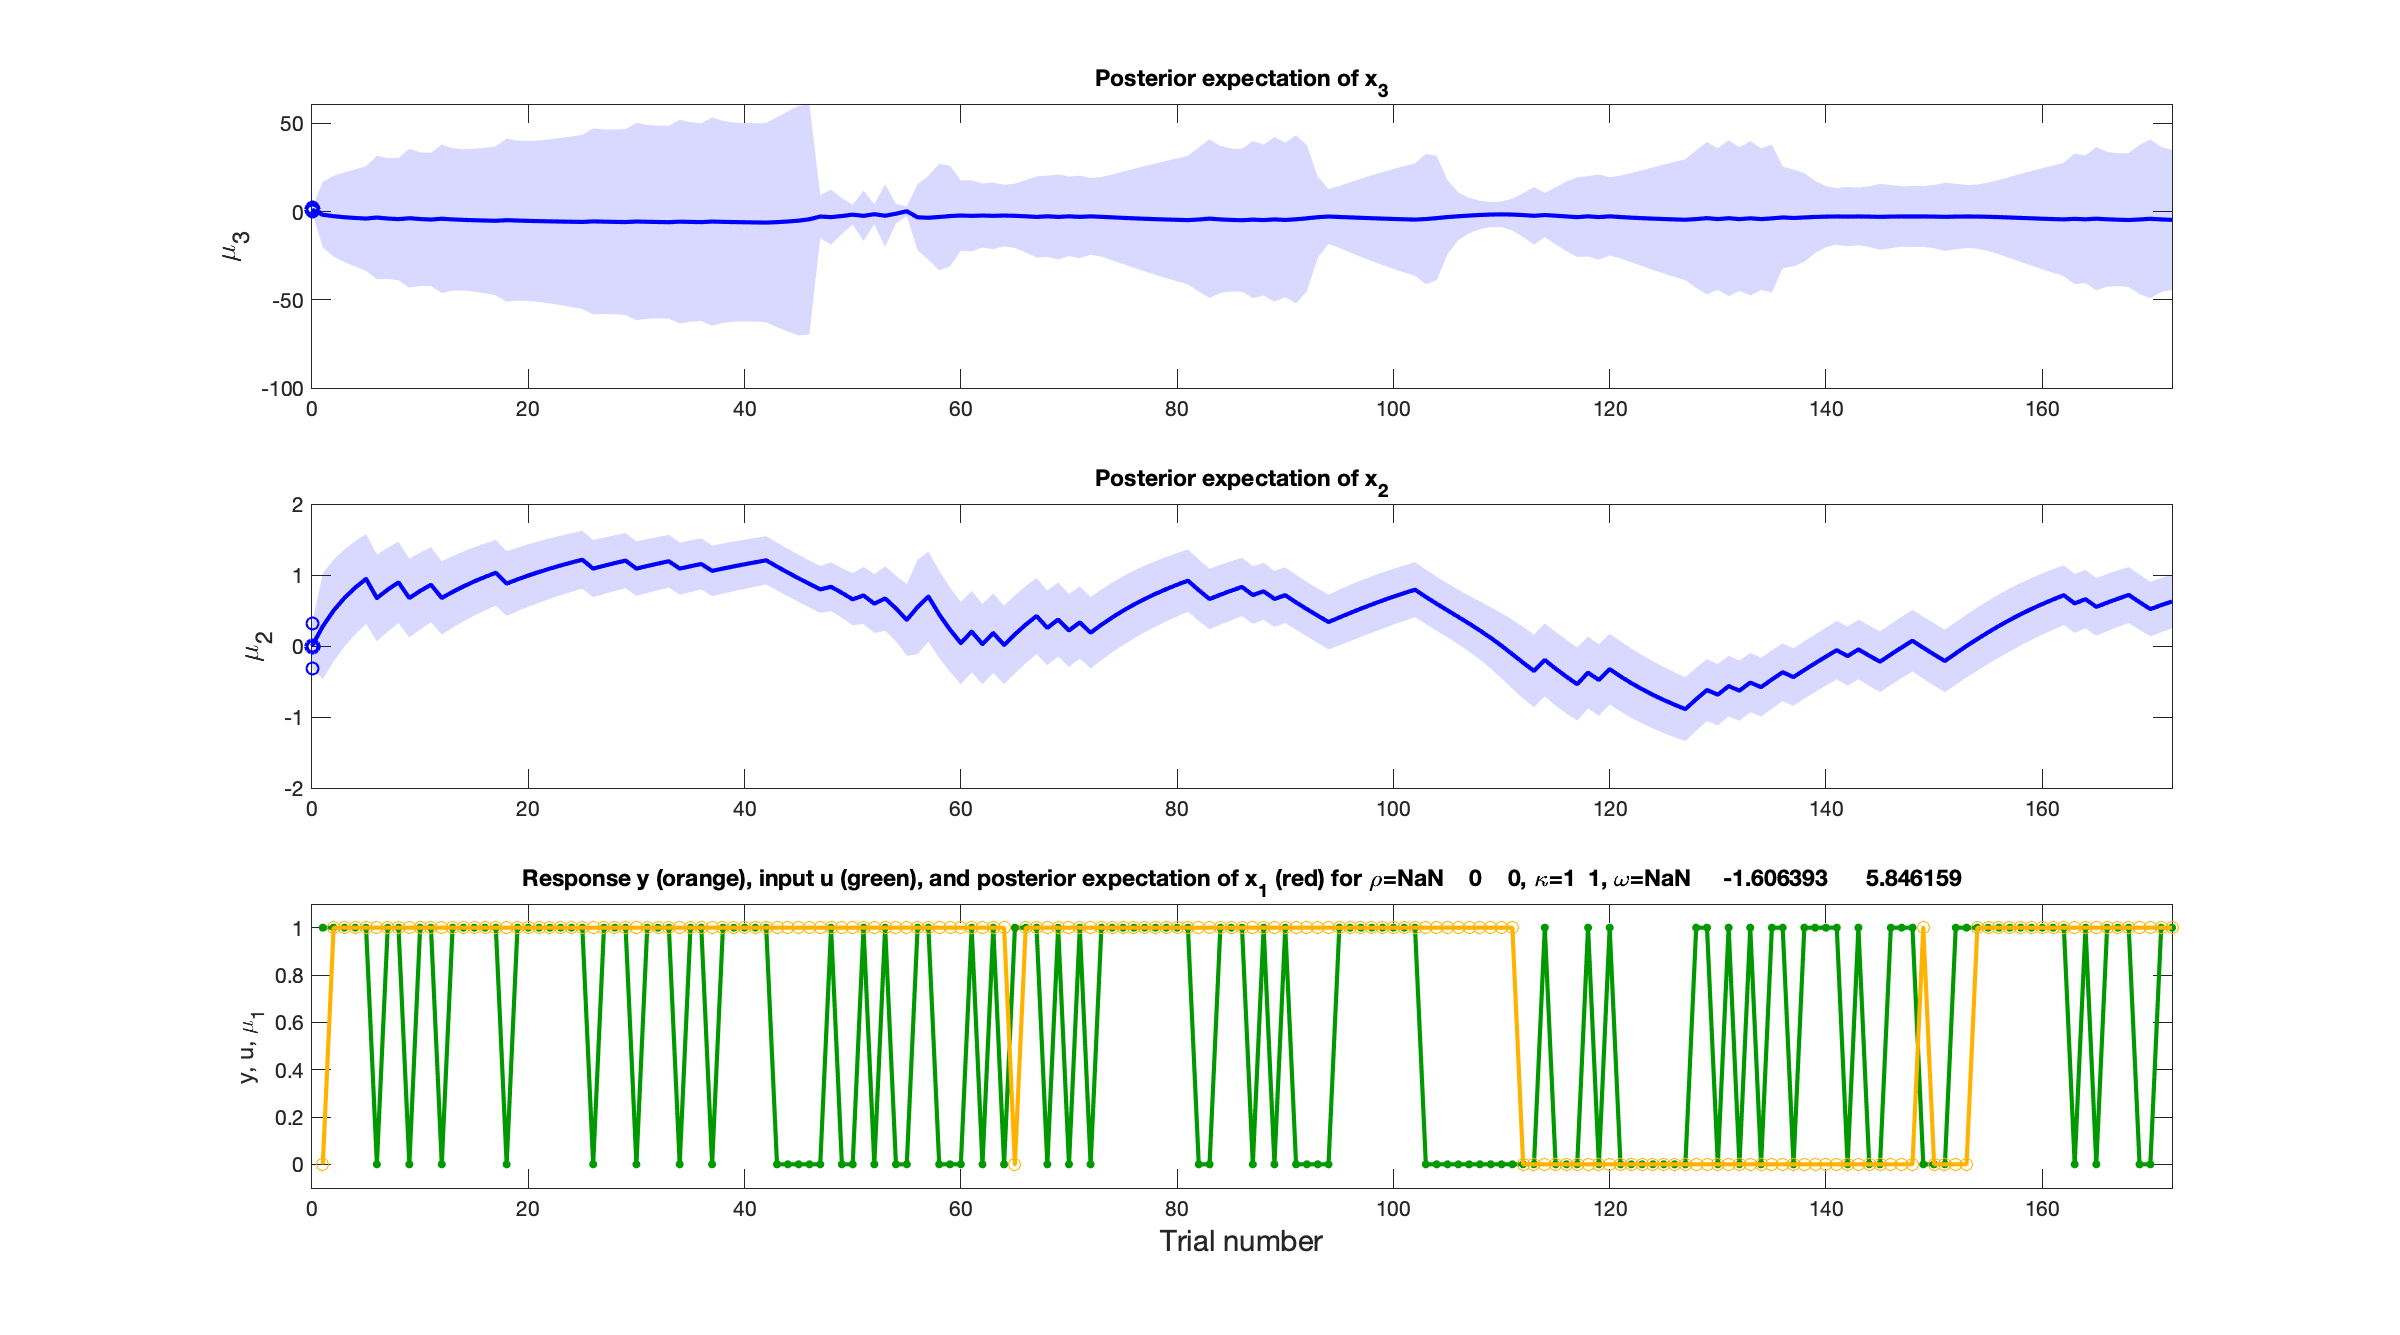 Posterior expectation of x3
50
0
-50
-100
μ3
0 20 40 60 80 100 120 140 160
Posterior expectation of x2
2
1
0
-1
-2
μ2
0 20 40 60 80 100 120 140 160
Response y (orange), input u (green), and posterior expectation of x1 (red) for ρ=NaN 0 0, κ=1 1, ω=NaN -1.606393 5.846159
1
0.8
0.6
0.4
0.2
0
y, u, μ1
0 20 40 60 80 100 120 140 160
Trial number